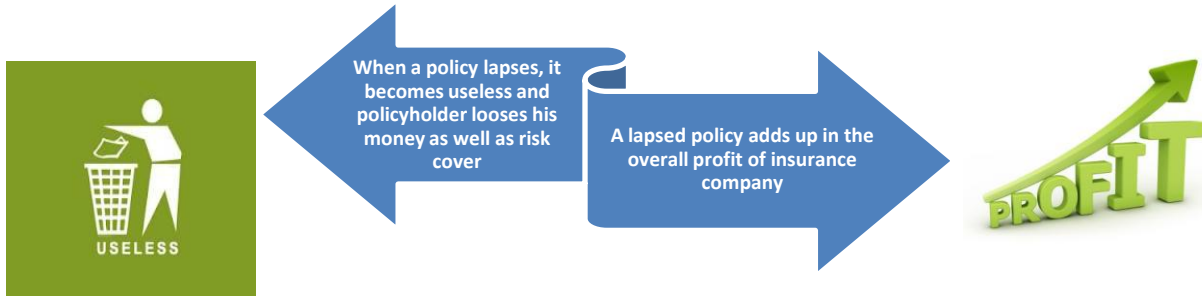 USELESS
When a policy lapses, it
becomes useless and
policyholder looses his
money as well as risk
cover
A lapsed policy adds up in the
overall profit of insurance
company
PROFIT